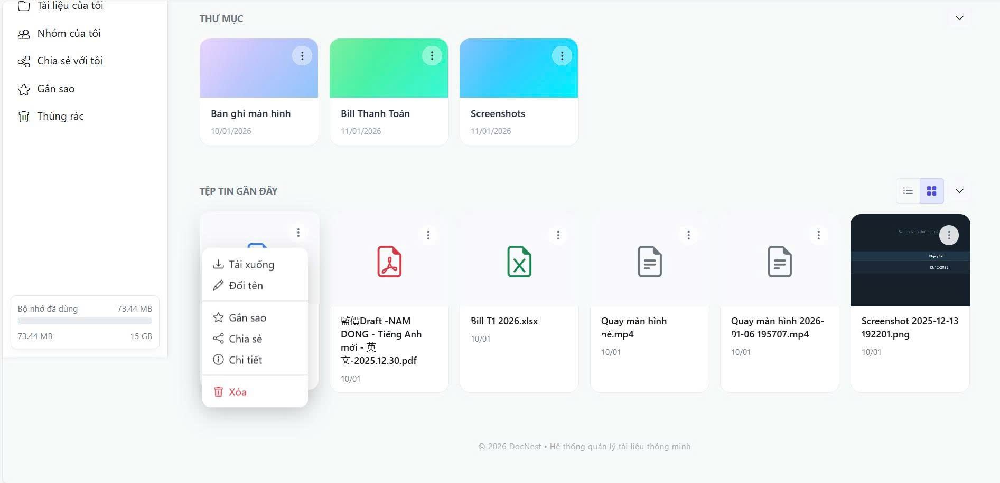 Tài liệu của tôi
Nhóm của tôi
Chia sẻ với tôi
Gắn sao
Thùng rác
Bộ nhớ đã dùng 73.44 MB
73.44 MB 15 GB
THƯ MỤC
Bản ghi màn hình
10/01/2026
Bill Thanh Toán
11/01/2026
Screenshots
11/01/2026
TỆP TIN GẦN ĐÂY
Tải xuống
Đổi tên
Gắn sao
Chia sẻ
Chi tiết
Xóa
監價Draft -NAM
DONG - Tiếng Anh
mới - 英
文-2025.12.30.pdf
10/01
Bill T1 2026.xlsx
10/01
Quay màn hình
nè.mp4
10/01
Quay màn hình 2026-
01-06 195707.mp4
10/01
Bạn chưa có thư mục nào
Ngày tải
13/12/2025
Screenshot 2025-12-13
192201.png
10/01
© 2026 DocNest • Hệ thống quản lý tài liệu thông minh